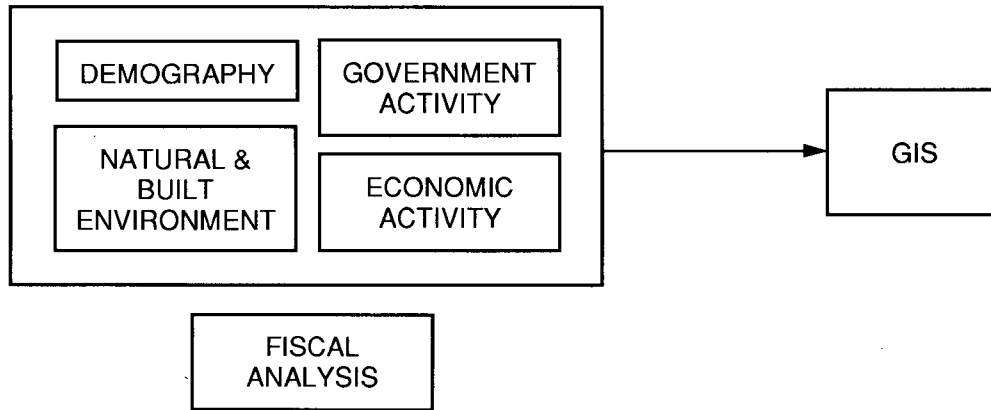 DEMOGRAPHY
GOVERNMENT
ACTIVITY
NATURAL &
BUILT
ENVIRONMENT
ECONOMIC
ACTIVITY
GIS
FISCAL
ANALYSIS